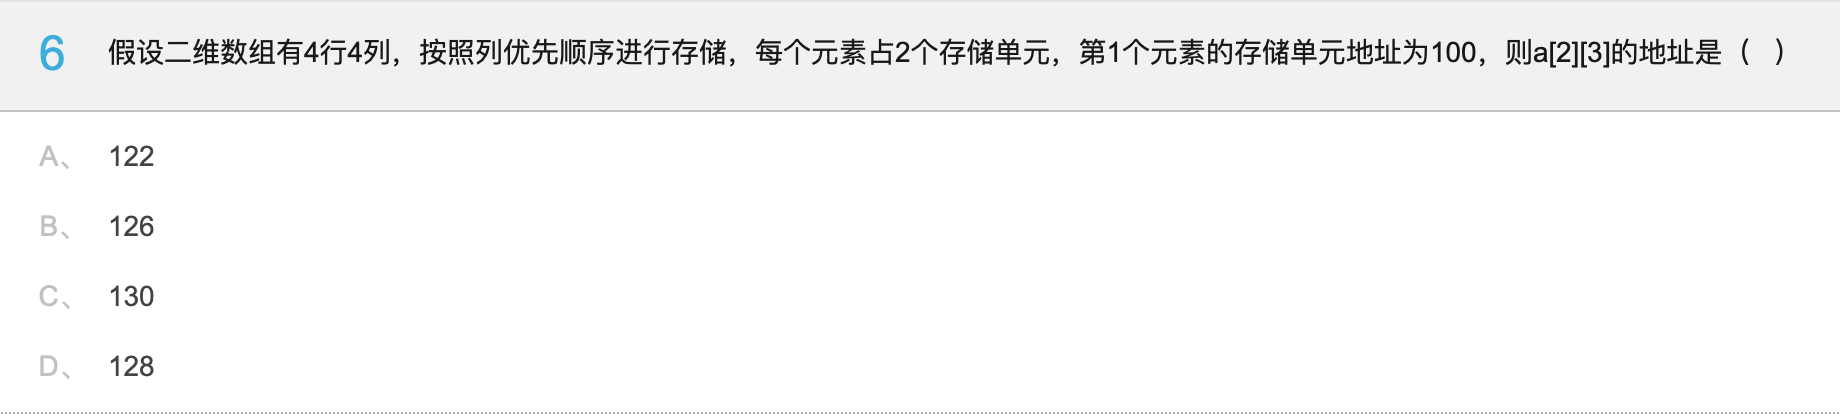 6 假设二维数组有4行4列，按照列优先顺序进行存储，每个元素占2个存储单元，第1个元素的存储单元地址为100，则a[2][3]的地址是（ ）
A、 122
B、 126
C、 130
D、 128